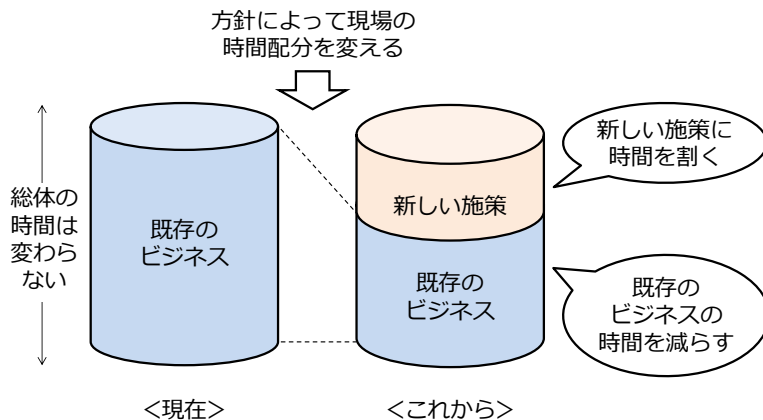 方針によって現場の
時間配分を変える
総体の
時間は
変わら
ない
既存の
ビジネス
新しい施策
既存の
ビジネス
新しい施策に
時間を割く
既存の
ビジネスの
時間を減らす
＜現在＞
＜これから＞